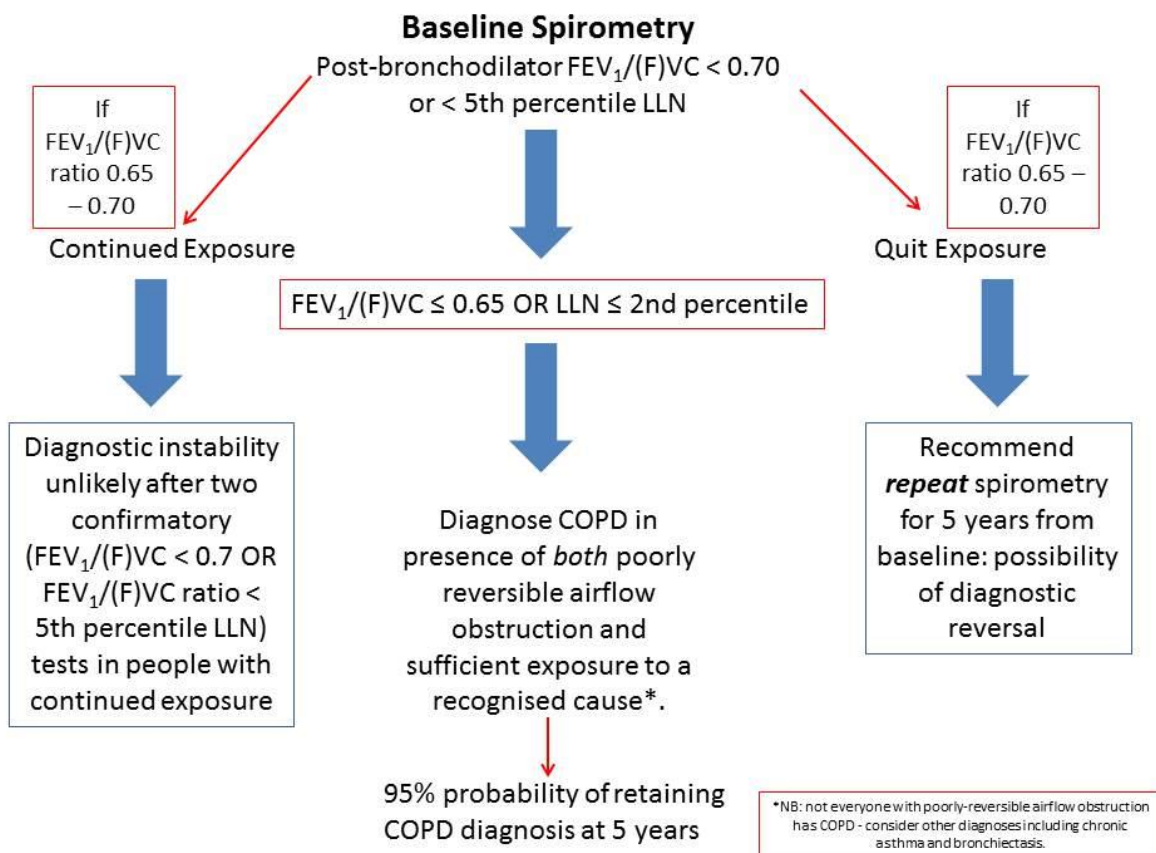 Baseline Spirometry
Post-bronchodilator FEV₁/(F)VC < 0.70
or < 5th percentile LLN
If
FEV₁/(F)VC
ratio 0.65
– 0.70
Continued Exposure
If
FEV₁/(F)VC
ratio 0.65 –
0.70
Quit Exposure
FEV₁/(F)VC ≤ 0.65 OR LLN ≤ 2nd percentile
Diagnostic instability
unlikely after two
confirmatory
(FEV₁/(F)VC < 0.7 OR
FEV₁/(F)VC ratio <
5th percentile LLN)
tests in people with
continued exposure
Diagnose COPD in
presence of both poorly
reversible airflow
obstruction and
sufficient exposure to a
recognised cause*.
Recommend
repeat spirometry
for 5 years from
baseline: possibility
of diagnostic
reversal
95% probability of retaining
COPD diagnosis at 5 years
*NB: not everyone with poorly-reversible airflow obstruction
has COPD - consider other diagnoses including chronic
asthma and bronchiectasis.